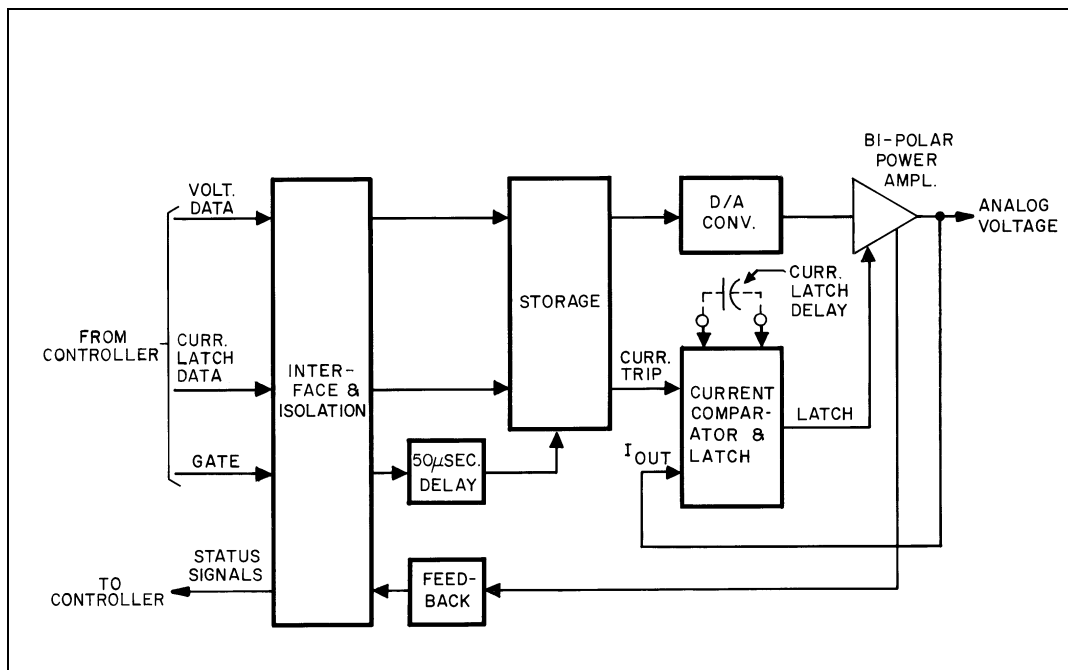 BI-POLAR
POWER
AMPL.
VOLT.
DATA
D/A
CONV.
ANALOG
VOLTAGE
CURR.
LATCH
DELAY
STORAGE
FROM
CONTROLLER
CURR.
LATCH
DATA
INTER-
FACE &
ISOLATION
CURR.
TRIP
CURRENT
COMPAR-
ATOR &
LATCH
LATCH
GATE
50µSEC.
DELAY
IOUT
STATUS
SIGNALS
TO
CONTROLLER
FEED-
BACK